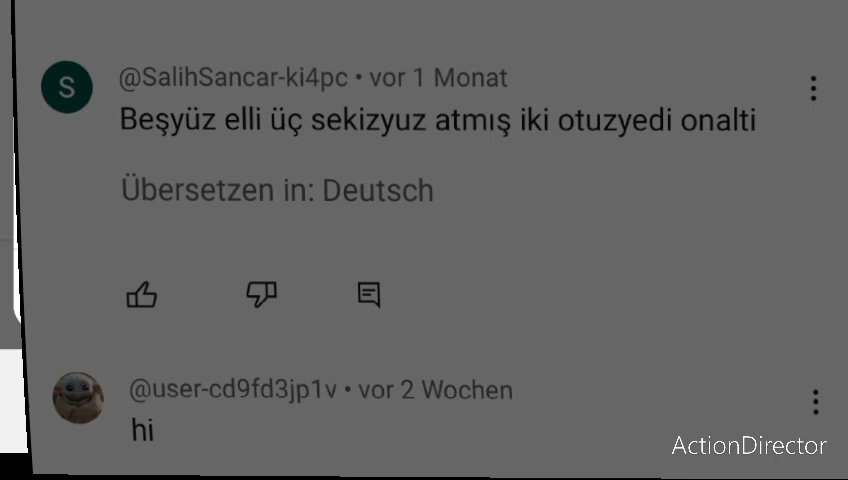 S
@SalihSancar-ki4pc • vor 1 Monat
Beşyüz elli üç sekizyuz atmış iki otuzyedi onalti
Übersetzen in: Deutsch
@user-cd9fd3jp1v • vor 2 Wochen
hi
ActionDirector